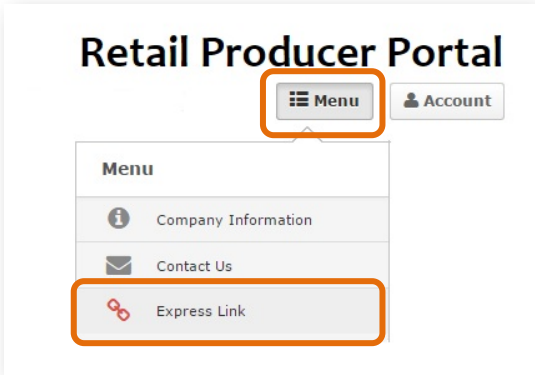 Retail Producer Portal
Menu Account
Menu
Company Information
Contact Us
Express Link